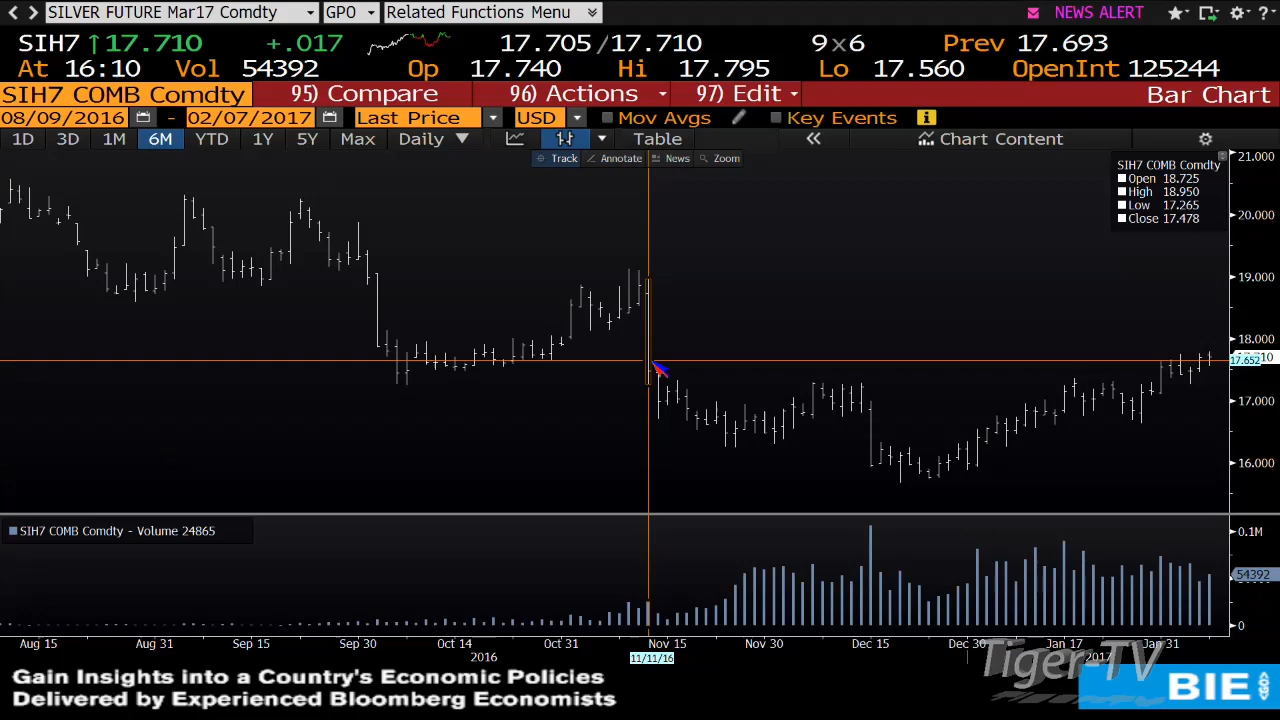 SILVER FUTURE Mar17 Comdty GPO Related Functions Menu NEWS ALERT
SIH7 ↑17.710 +.017 17.705/17.710 9x6 Prev 17.693
At 16:10 Vol 54392 Op 17.740 Hi 17.795 Lo 17.560 OpenInt 125244
SIH7 COMB Comdty 95) Compare 96) Actions 97) Edit Bar Chart
08/09/2016 - 02/07/2017 Last Price USD Mov Avgs Key Events
1D 3D 1M 6M YTD 1Y 5Y Max Daily Table Chart Content
Track Annotate News Zoom
SIH7 COMB Comdty
Open 18.725
High 18.950
Low 17.265
Close 17.478
21.000
20.000
19.000
18.000
17.652
17.000
16.000
SIH7 COMB Comdty - Volume 24865
0.1M
54392
0
Aug 15 Aug 31 Sep 15 Sep 30 Oct 14 Oct 31 Nov 15 Nov 30 Dec 15 Dec 30 Jan 17 Jan 31
2016 11/11/16 2017
Tiger-TV
Gain Insights into a Country's Economic Policies
Delivered by Experienced Bloomberg Economists
BIE